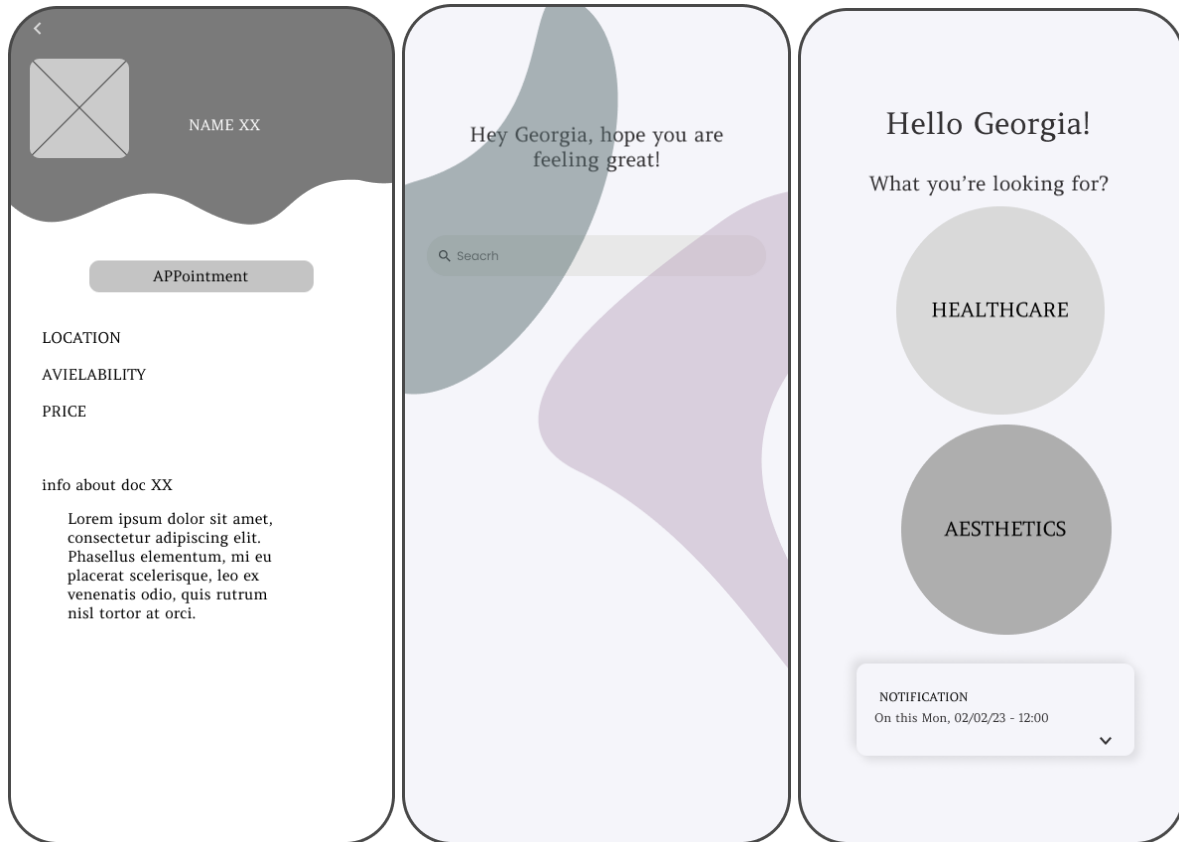 NAME XX
APPointment
LOCATION
AVIELABILITY
PRICE
info about doc XX
Lorem ipsum dolor sit amet,
consectetur adipiscing elit.
Phasellus elementum, mi eu
placerat scelerisque, leo ex
venenatis odio, quis rutrum
nisl tortor at orci.
Hey Georgia, hope you are
feeling great!
Seacrh
Hello Georgia!
What you’re looking for?
HEALTHCARE
AESTHETICS
NOTIFICATION
On this Mon, 02/02/23 - 12:00